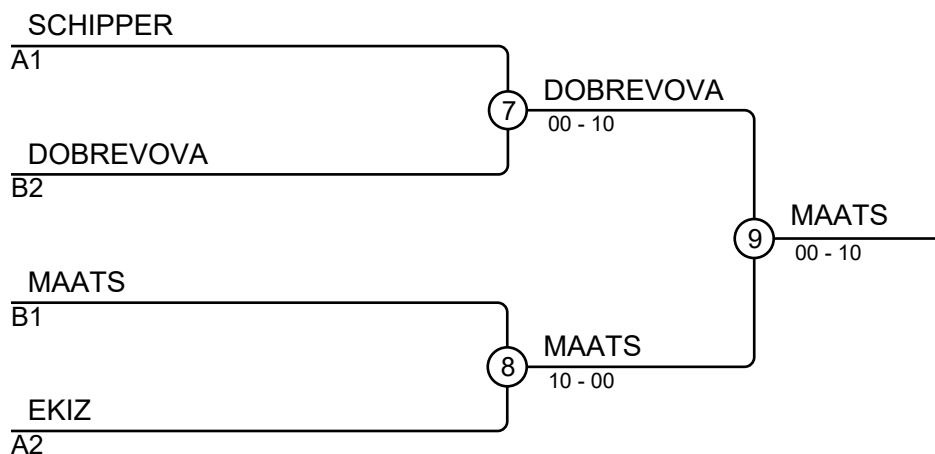 SCHIPPER
A1
7
DOBREVOVA
00 - 10
DOBREVOVA
B2
9
MAATS
00 - 10
MAATS
B1
8
MAATS
10 - 00
EKIZ
A2